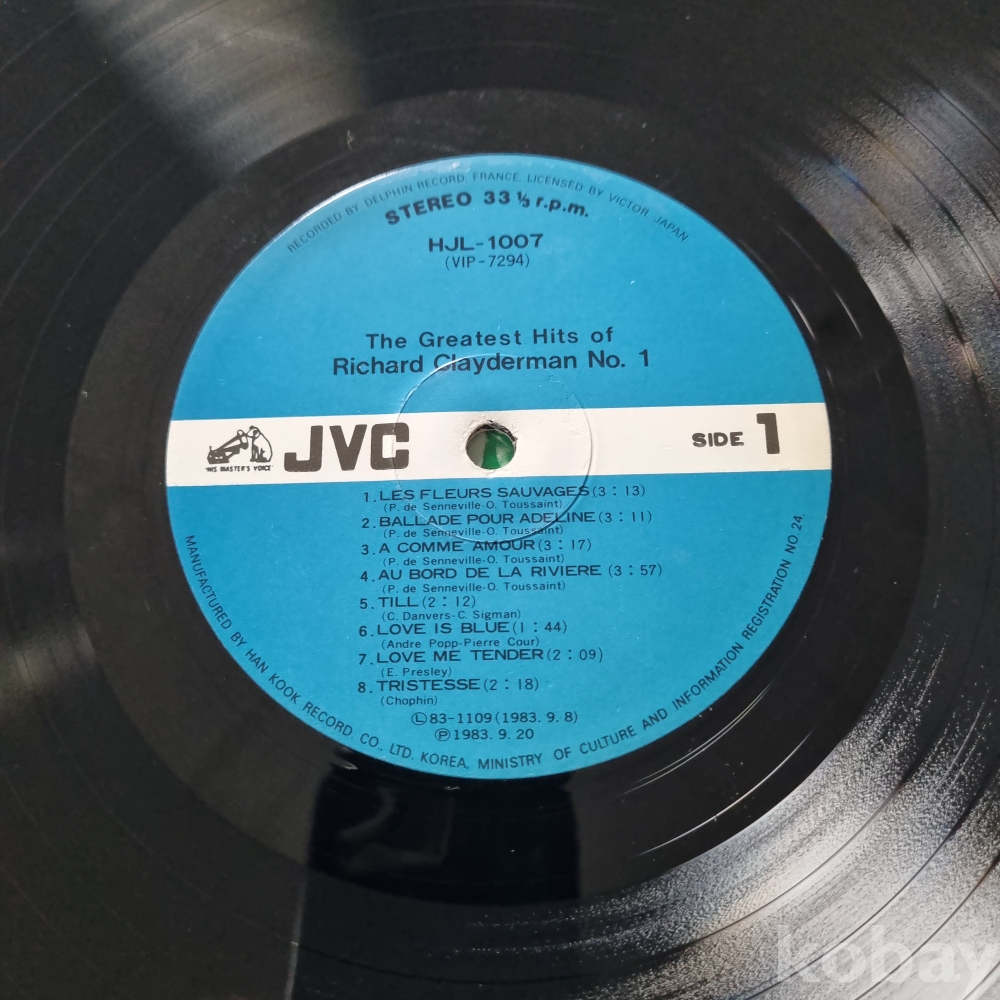 RECORDED BY DELPHIN RECORD. FRANCE. LICENSED BY VICTOR JAPAN
STEREO 33 ⅓ r.p.m.
HJL-1007
(VIP-7294)
The Greatest Hits of
Richard Clayderman No. 1
"HIS MASTER'S VOICE"
JVC
SIDE 1
1. LES FLEURS SAUVAGES (3 : 13)
(P. de Senneville-O. Toussaint)
2. BALLADE POUR ADELINE (3 : 11)
(P. de Senneville-O. Toussaint)
3. A COMME AMOUR (3 : 17)
(P. de Senneville-O. Toussaint)
4. AU BORD DE LA RIVIERE (3 : 57)
(P. de Senneville-O. Toussaint)
5. TILL (2 : 12)
(C. Danvers-C. Sigman)
6. LOVE IS BLUE (1 : 44)
(Andre Popp-Pierre Cour)
7. LOVE ME TENDER (2 : 09)
(E. Presley)
8. TRISTESSE (2 : 18)
(Chophin)
Ⓛ83-1109 (1983. 9. 8)
Ⓟ1983. 9. 20
MANUFACTURED BY HAN KOOK RECORD. CO., LTD. KOREA. MINISTRY OF CULTURE AND INFORMATION REGISTRATION NO. 24.
kobay